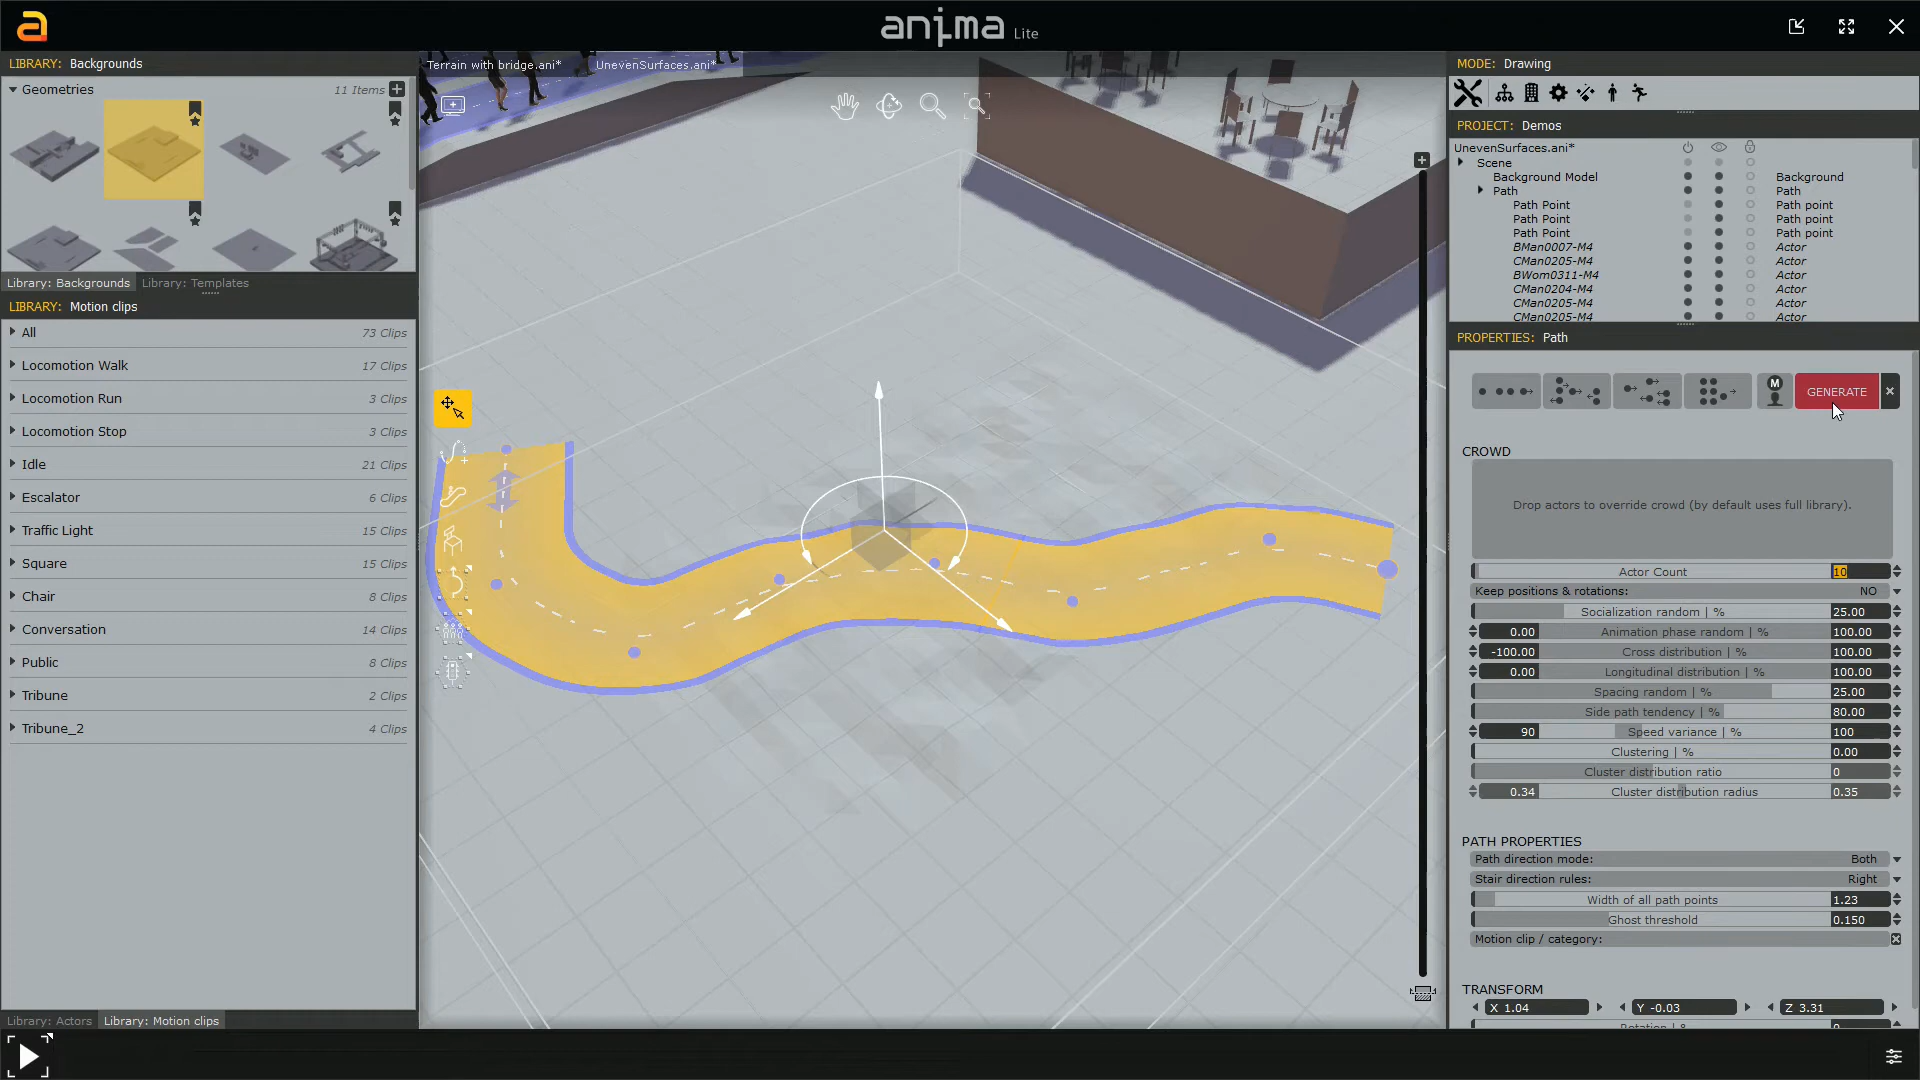 anima Lite
LIBRARY: Backgrounds
Geometries 11 Items
Library: Backgrounds Library: Templates
LIBRARY: Motion clips
All 73 Clips
Locomotion Walk 17 Clips
Locomotion Run 3 Clips
Locomotion Stop 3 Clips
Idle 21 Clips
Escalator 6 Clips
Traffic Light 15 Clips
Square 15 Clips
Chair 8 Clips
Conversation 14 Clips
Public 8 Clips
Tribune 2 Clips
Tribune_2 4 Clips
Library: Actors Library: Motion clips
Terrain with bridge.ani* UnevenSurfaces.ani*
MODE: Drawing
PROJECT: Demos
UnevenSurfaces.ani*
Scene
Background Model Background
Path Path
Path Point Path point
Path Point Path point
Path Point Path point
BMan0007-M4 Actor
CMan0205-M4 Actor
BWom0311-M4 Actor
CMan0204-M4 Actor
CMan0205-M4 Actor
CMan0205-M4 Actor
PROPERTIES: Path
M GENERATE
CROWD
Drop actors to override crowd (by default uses full library).
Actor Count 10
Keep positions & rotations: NO
Socialization random | % 25.00
0.00 Animation phase random | % 100.00
-100.00 Cross distribution | % 100.00
0.00 Longitudinal distribution | % 100.00
Spacing random | % 25.00
Side path tendency | % 80.00
90 Speed variance | % 100
Clustering | % 0.00
Cluster distribution ratio 0
0.34 Cluster distribution radius 0.35
PATH PROPERTIES
Path direction mode: Both
Stair direction rules: Right
Width of all path points 1.23
Ghost threshold 0.150
Motion clip / category:
TRANSFORM
X 1.04 Y -0.03 Z 3.31
Rotation | ° 0